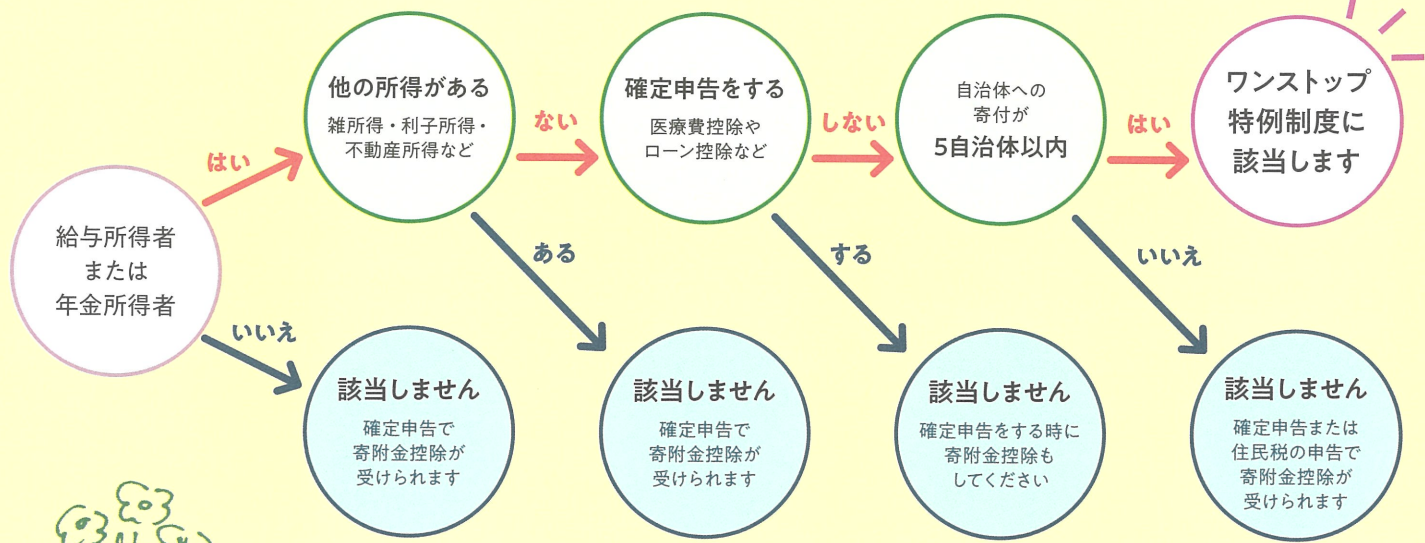 給与所得者
または
年金所得者
はい
いいえ
他の所得がある
雑所得・利子所得・
不動産所得など
ない
ある
確定申告をする
医療費控除や
ローン控除など
しない
する
自治体への
寄付が
5自治体以内
はい
いいえ
ワンストップ
特例制度に
該当します
該当しません
確定申告で
寄附金控除が
受けられます
該当しません
確定申告で
寄附金控除が
受けられます
該当しません
確定申告をする時に
寄附金控除も
してください
該当しません
確定申告または
住民税の申告で
寄附金控除が
受けられます